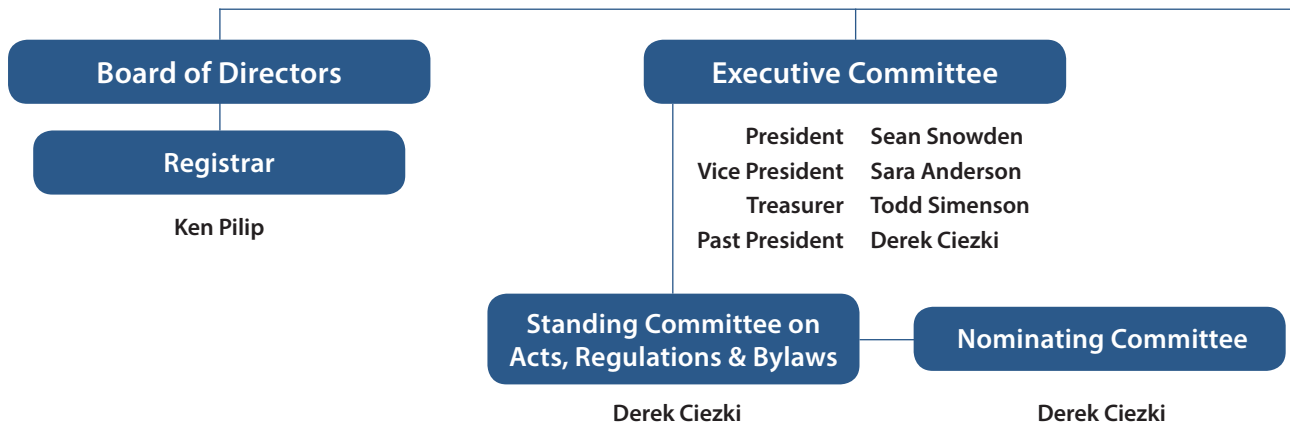 Board of Directors
Registrar
Ken Pilip
Executive Committee
President Sean Snowden
Vice President Sara Anderson
Treasurer Todd Simenson
Past President Derek Ciezki
Standing Committee on
Acts, Regulations & Bylaws
Derek Ciezki
Nominating Committee
Derek Ciezki